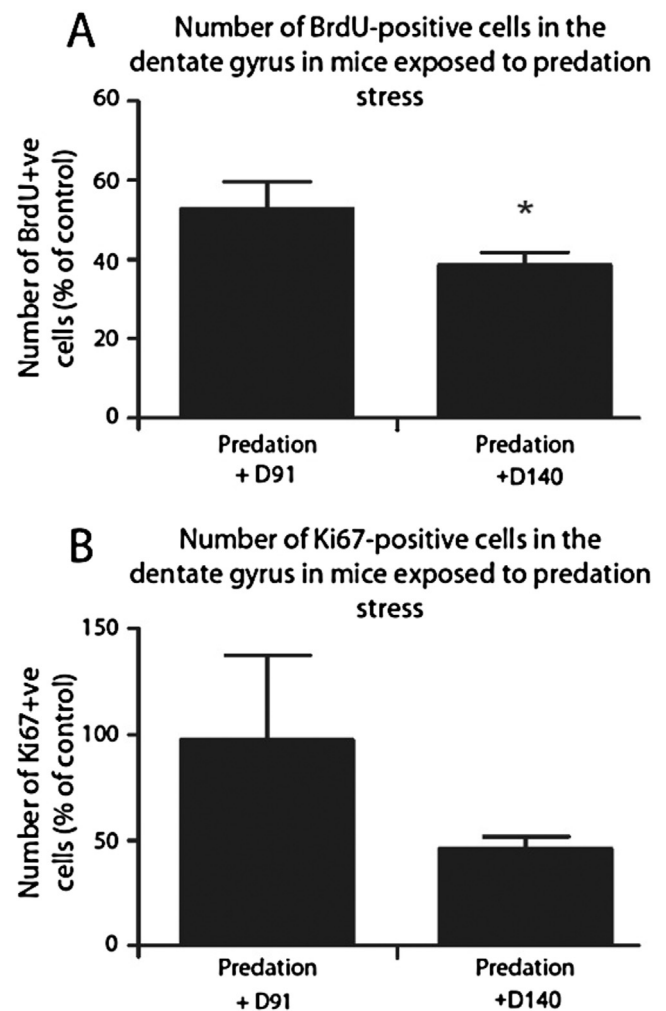 A
Number of BrdU-positive cells in the
dentate gyrus in mice exposed to predation
stress
Number of BrdU+ve
cells (% of control)
60
60
40
20
0
*
Predation
+ D91
Predation
+D140
B
Number of Ki67-positive cells in the
dentate gyrus in mice exposed to predation
stress
Number of Ki67+ve
cells (% of control)
150
100
50
0
Predation
+ D91
Predation
+D140